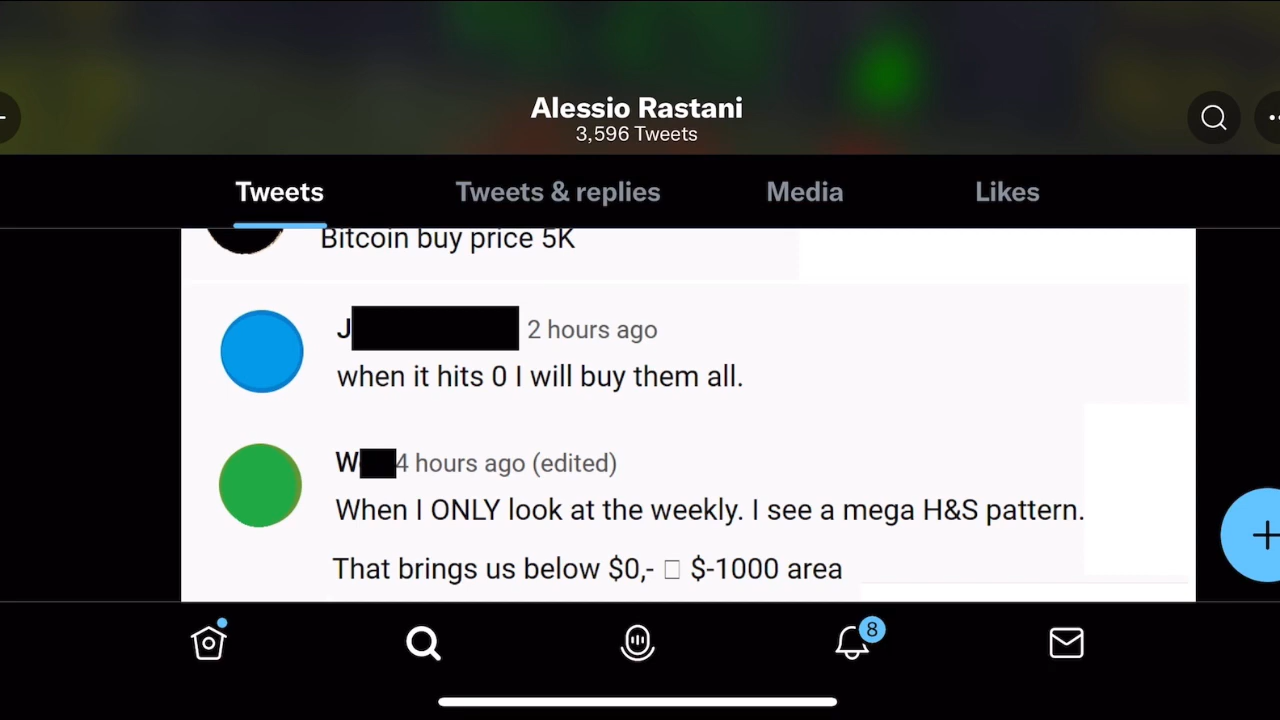 Alessio Rastani
3,596 Tweets
Tweets Tweets & replies Media Likes
Bitcoin buy price 5K
J 2 hours ago
when it hits 0 I will buy them all.
W 4 hours ago (edited)
When I ONLY look at the weekly. I see a mega H&S pattern.
That brings us below $0,- □ $-1000 area
8